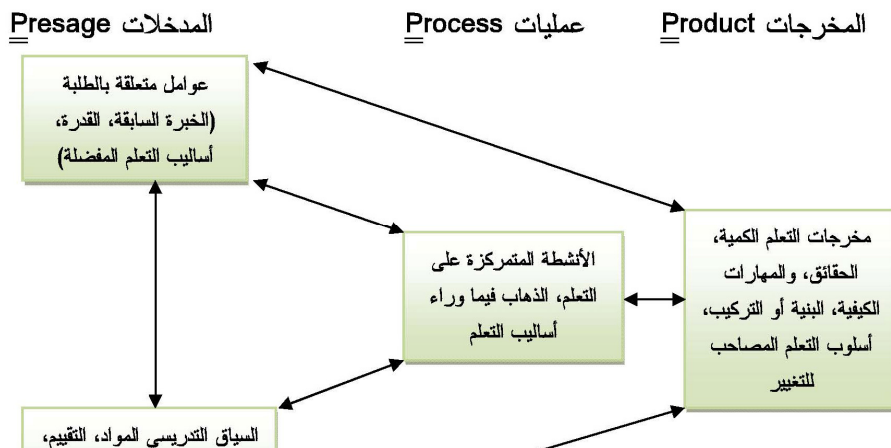 المدخلات Presage
عمليات Process
المخرجات Product
عوامل متعلقة بالطلبة
(الخبرة السابقة، القدرة،
أساليب التعلم المفضلة)
الأنشطة المتمركزة على
التعلم، الذهاب فيما وراء
أساليب التعلم
مخرجات التعلم الكمية،
الحقائق، والمهارات
الكيفية، البنية أو التركيب،
أسلوب التعلم المصاحب
للتغيير
السياق التدريسي المواد، التقييم،